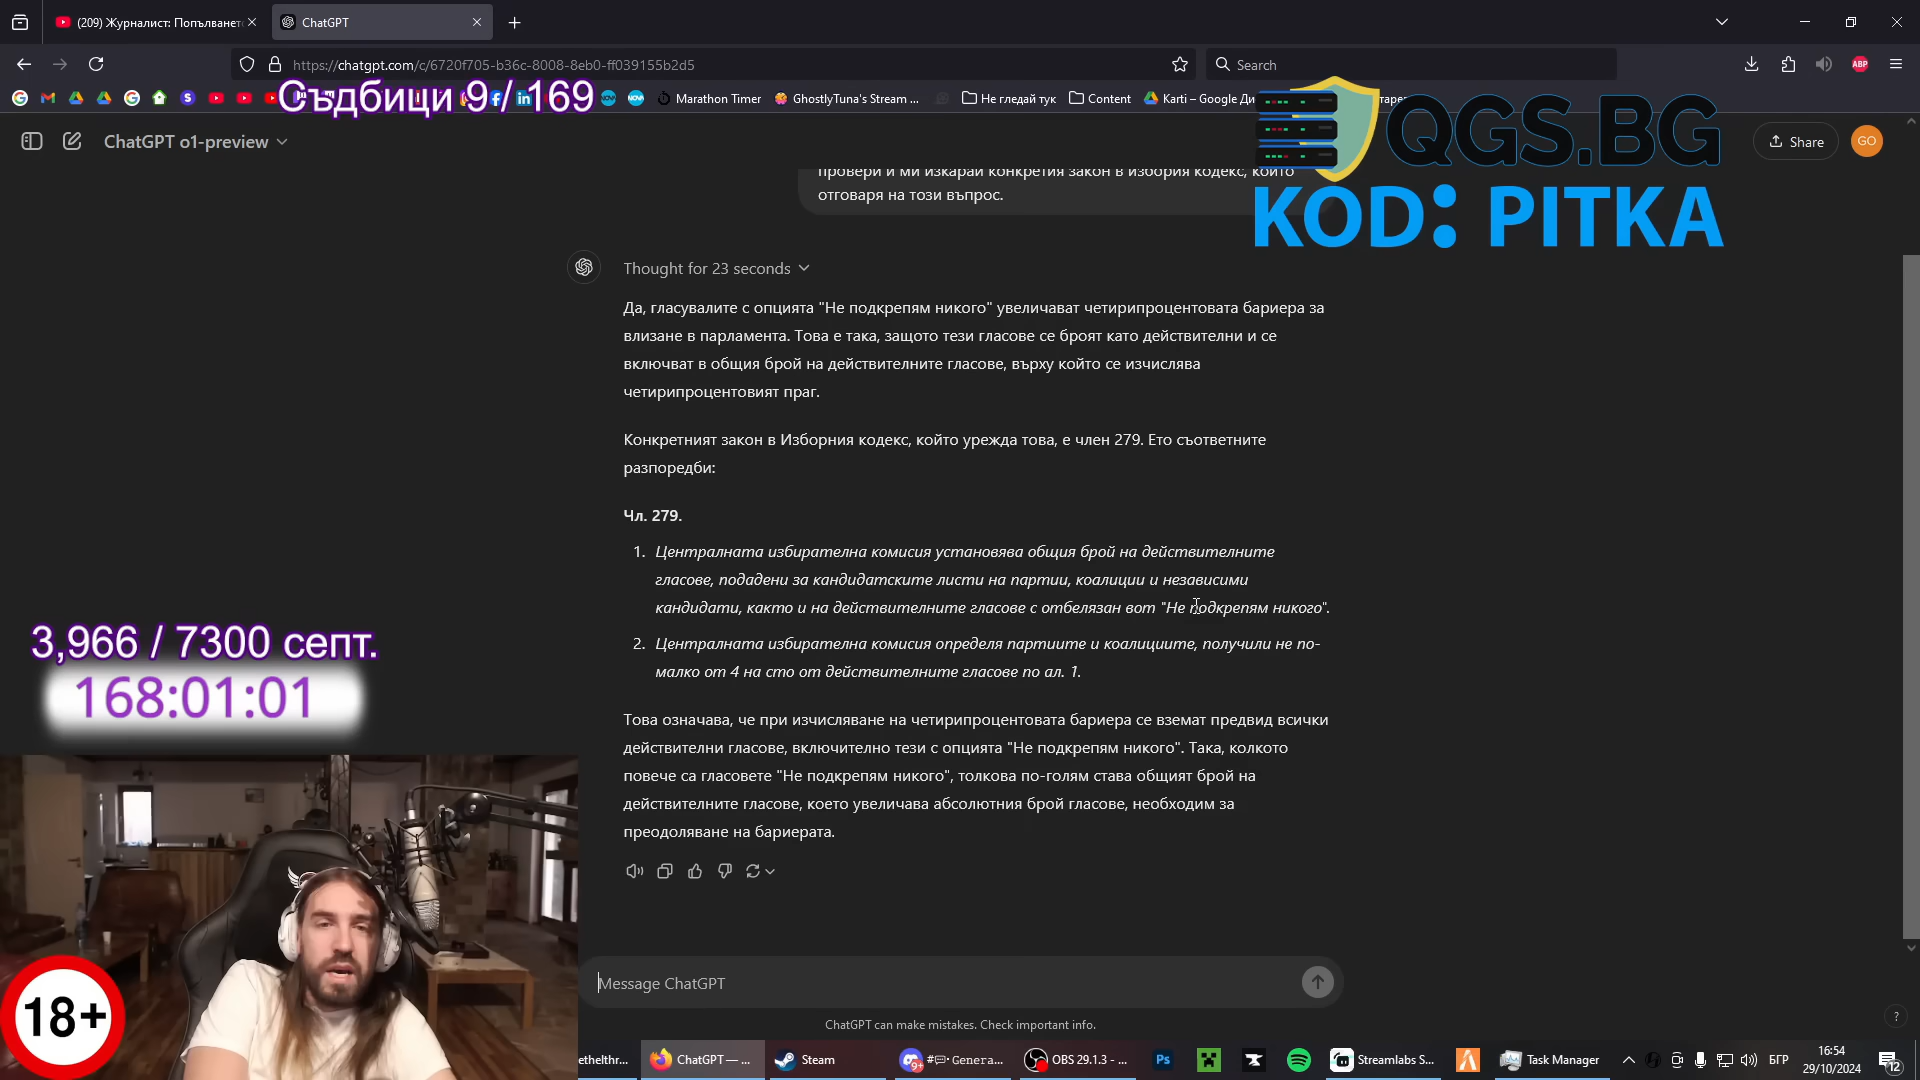 (209) Журналист: Попълванет
ChatGPT
https://chatgpt.com/c/6720f705-b36c-8008-8eb0-ff039155b2d5
Search
ABP
Marathon Timer
GhostlyTuna's Stream ...
Не гледай тук
Content
Karti – Google Ди
Съдбици 9 / 169
QGS.BG
KOD: PITKA
ChatGPT o1-preview
Share
GO
провери и ми изкарай конкретия закон в избория кодекс, който
отговаря на този въпрос.
Thought for 23 seconds
Да, гласувалите с опцията "Не подкрепям никого" увеличават четирипроцентовата бариера за
влизане в парламента. Това е така, защото тези гласове се броят като действителни и се
включват в общия брой на действителните гласове, върху който се изчислява
четирипроцентовият праг.
Конкретният закон в Изборния кодекс, който урежда това, е член 279. Ето съответните
разпоредби:
Чл. 279.
1. Централната избирателна комисия установява общия брой на действителните
гласове, подадени за кандидатските листи на партии, коалиции и независими
кандидати, както и на действителните гласове с отбелязан вот "Не подкрепям никого".
2. Централната избирателна комисия определя партиите и коалициите, получили не по-
малко от 4 на сто от действителните гласове по ал. 1.
Това означава, че при изчисляване на четирипроцентовата бариера се вземат предвид всички
действителни гласове, включително тези с опцията "Не подкрепям никого". Така, колкото
повече са гласовете "Не подкрепям никого", толкова по-голям става общият брой на
действителните гласове, което увеличава абсолютния брой гласове, необходим за
преодоляване на бариерата.
3,966 / 7300 септ.
168:01:01
18+
Message ChatGPT
ChatGPT can make mistakes. Check important info.
?
ethelthr...
ChatGPT — ...
Steam
#💬·Genera...
OBS 29.1.3 - ...
Ps
Streamlabs S...
Task Manager
БГР
16:54
29/10/2024
12